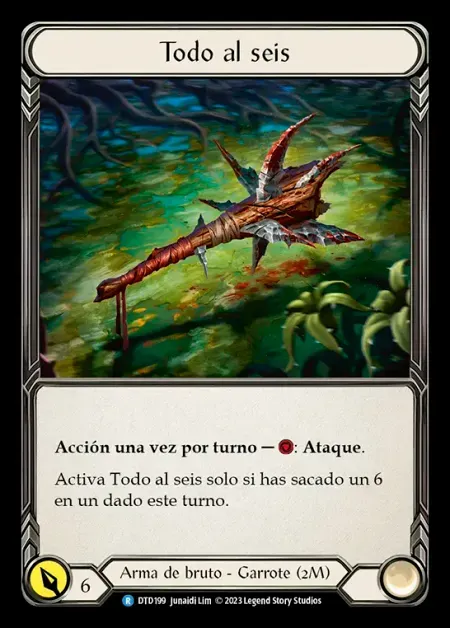 Todo al seis
Acción una vez por turno — : Ataque.
Activa Todo al seis solo si has sacado un 6
en un dado este turno.
6
Arma de bruto - Garrote (2M)
R DTD199 Junaidi Lim © 2023 Legend Story Studios